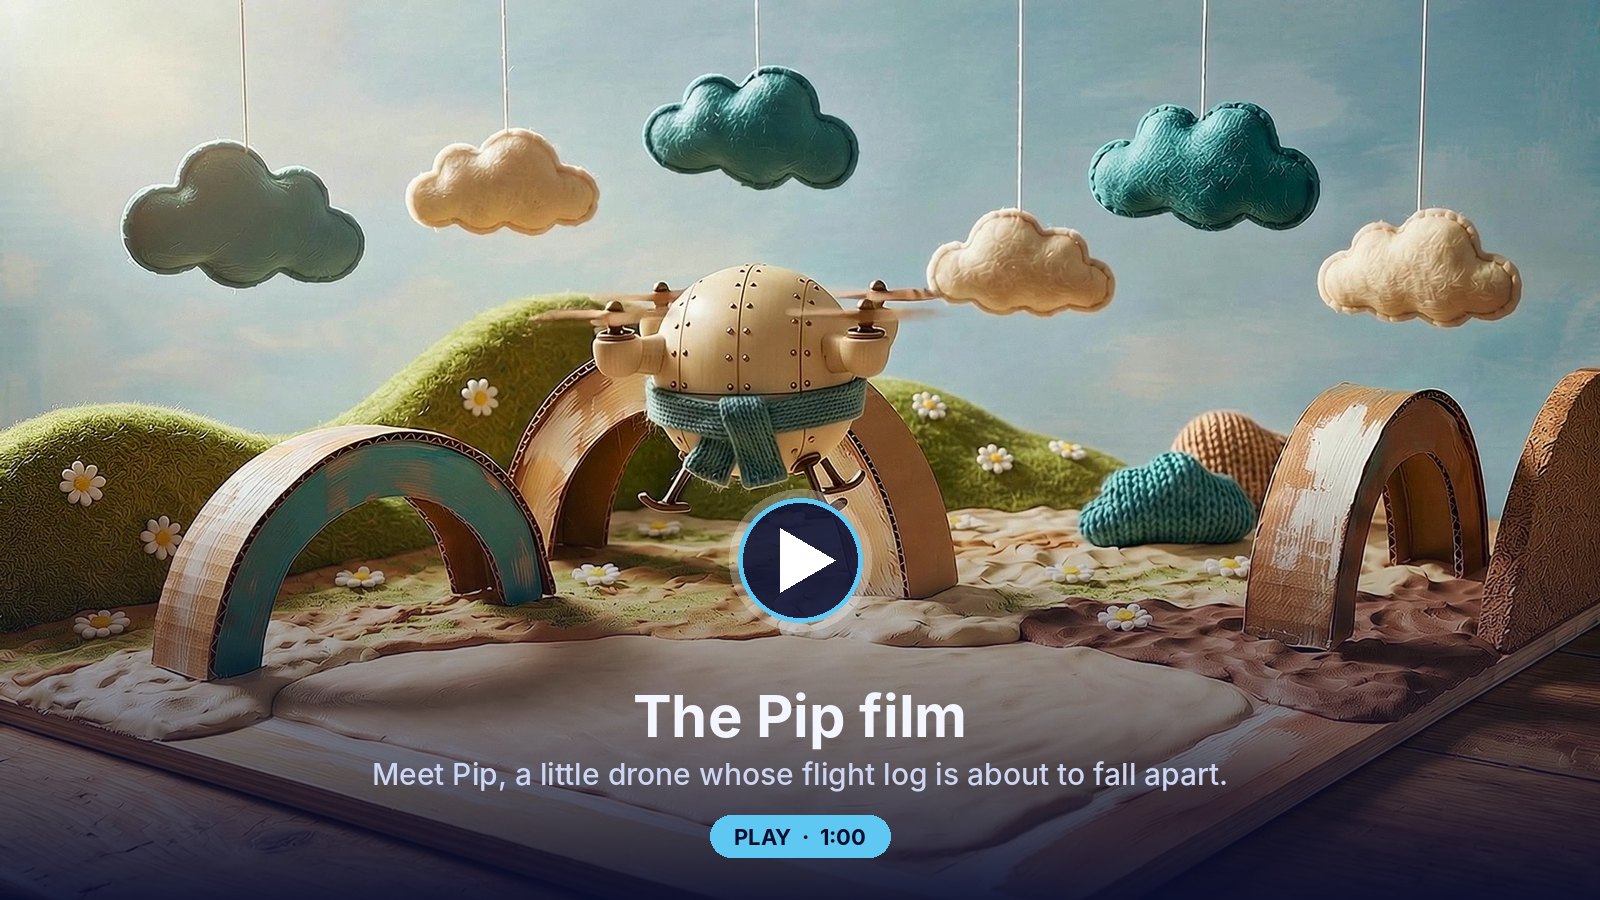 The Pip film
Meet Pip, a little drone whose flight log is about to fall apart.
PLAY · 1:00